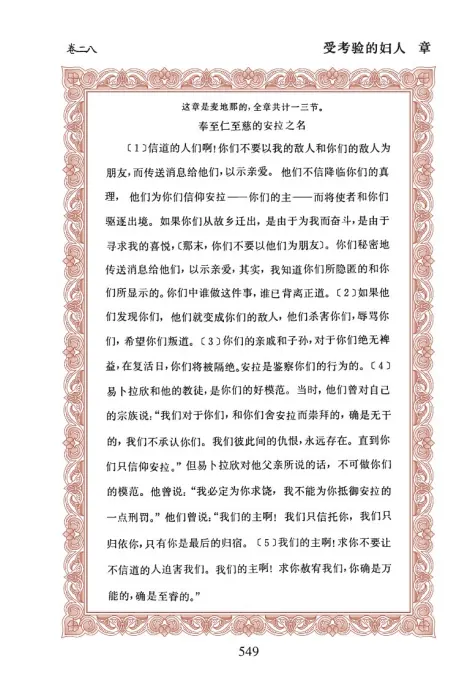 卷二八
受考验的妇人 章
这章是麦地那的，全章共计一三节。
奉至仁至慈的安拉之名
〔1〕信道的人们啊！你们不要以我的敌人和你们的敌人为
朋友，而传送消息给他们，以示亲爱。他们不信降临你们的真
理，他们为你们信仰安拉——你们的主——而将使者和你们
驱逐出境。如果你们从故乡迁出，是由于为我而奋斗，是由于
寻求我的喜悦，〔那末，你们不要以他们为朋友〕。你们秘密地
传送消息给他们，以示亲爱，其实，我知道你们所隐匿的和你
们所显示的。你们中谁做这件事，谁已背离正道。〔2〕如果他
们发现你们，他们就变成你们的敌人，他们杀害你们，辱骂你
们，希望你们叛道。〔3〕你们的亲戚和子孙，对于你们绝无裨
益，在复活日，你们将被隔绝。安拉是鉴察你们的行为的。〔4〕
易卜拉欣和他的教徒，是你们的好模范。当时，他们曾对自己
的宗族说：“我们对于你们，和你们舍安拉而崇拜的，确是无干
的，我们不承认你们。我们彼此间的仇恨，永远存在。直到你
们只信仰安拉。”但易卜拉欣对他父亲所说的话，不可做你们
的模范。他曾说：“我必定为你求饶，我不能为你抵御安拉的
一点刑罚。”他们曾说：“我们的主啊！我们只信托你，我们只
归依你，只有你是最后的归宿。〔5〕我们的主啊！求你不要让
不信道的人迫害我们。我们的主啊！求你赦宥我们，你确是万
能的，确是至睿的。”
549